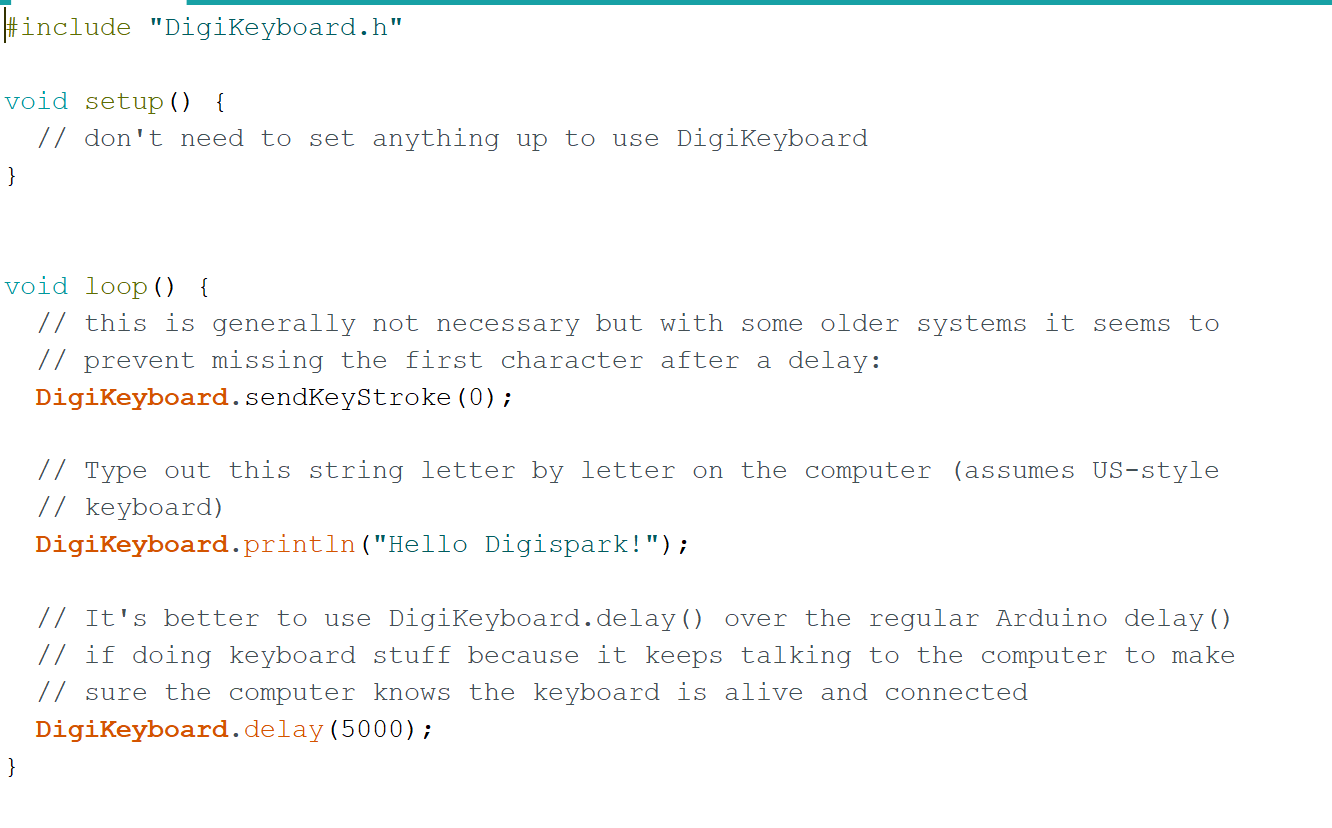 #include "DigiKeyboard.h"
void setup() {
  // don't need to set anything up to use DigiKeyboard
}
void loop() {
  // this is generally not necessary but with some older systems it seems to
  // prevent missing the first character after a delay:
  DigiKeyboard.sendKeyStroke(0);
  // Type out this string letter by letter on the computer (assumes US-style
  // keyboard)
  DigiKeyboard.println("Hello Digispark!");
  // It's better to use DigiKeyboard.delay() over the regular Arduino delay()
  // if doing keyboard stuff because it keeps talking to the computer to make
  // sure the computer knows the keyboard is alive and connected
  DigiKeyboard.delay(5000);
}